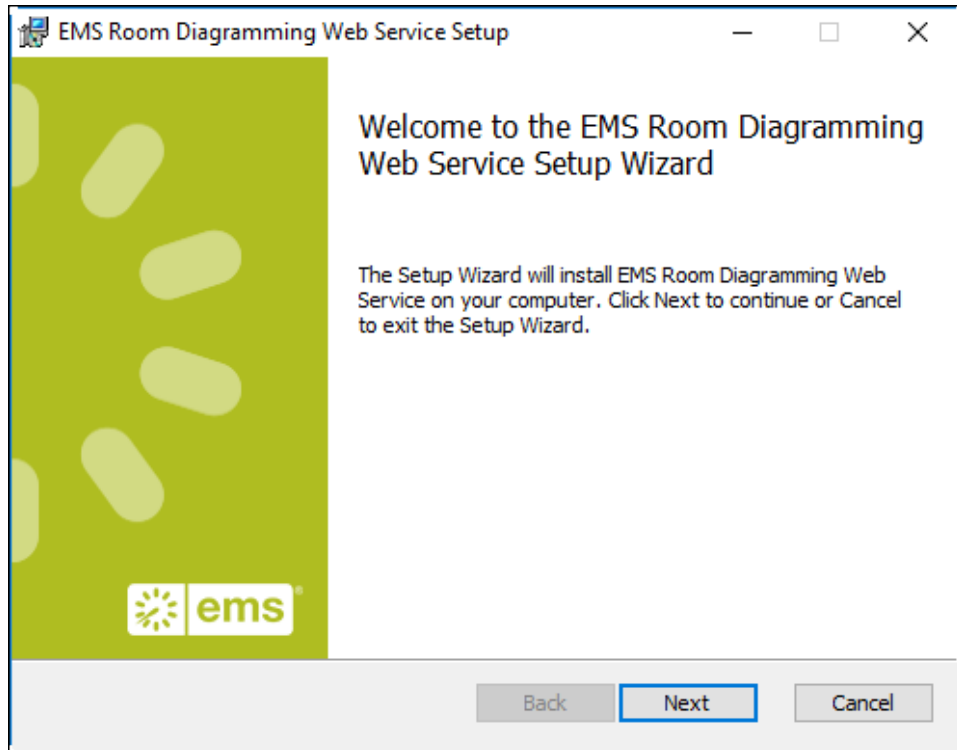 EMS Room Diagramming Web Service Setup
Welcome to the EMS Room Diagramming
Web Service Setup Wizard
The Setup Wizard will install EMS Room Diagramming Web
Service on your computer. Click Next to continue or Cancel
to exit the Setup Wizard.
ems®
Back
Next
Cancel